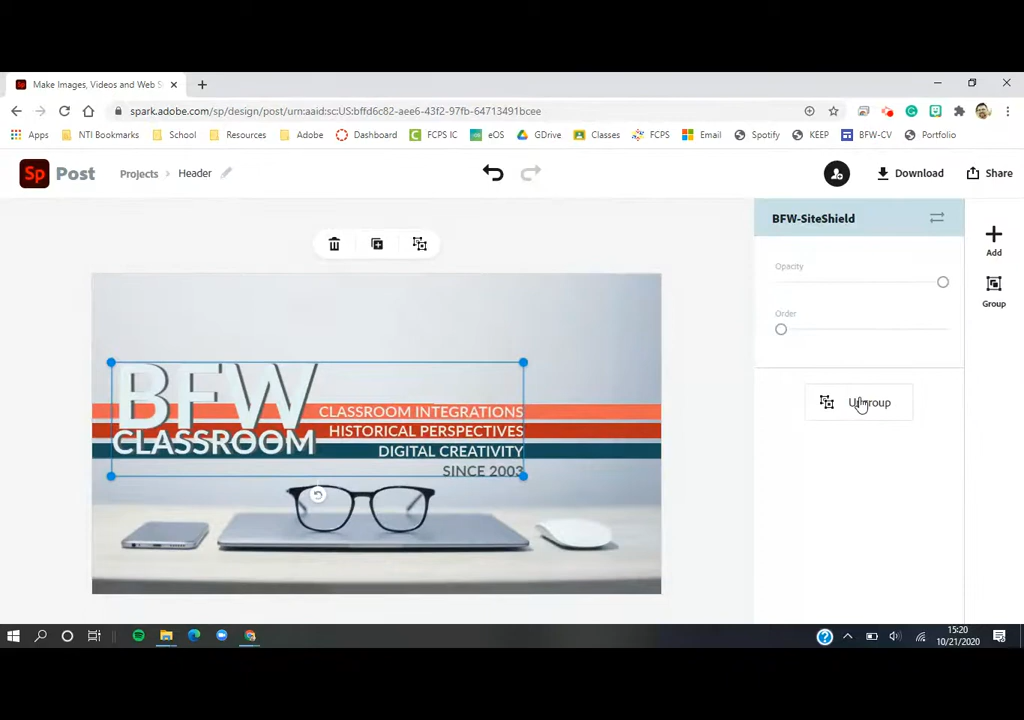 Make Images, Videos and Web S
spark.adobe.com/sp/design/post/urn:aaid:sc:US:bffd6c82-aee6-43f2-97fb-64713491bcee
Apps NTI Bookmarks School Resources Adobe Dashboard FCPS IC eOS GDrive Classes FCPS Email Spotify KEEP BFW-CV Portfolio
Sp Post Projects > Header Download Share
BFW-SiteShield
Add
Opacity
Group
Order
Ungroup
BFW
CLASSROOM
CLASSROOM INTEGRATIONS
HISTORICAL PERSPECTIVES
DIGITAL CREATIVITY
SINCE 2003
15:20
10/21/2020